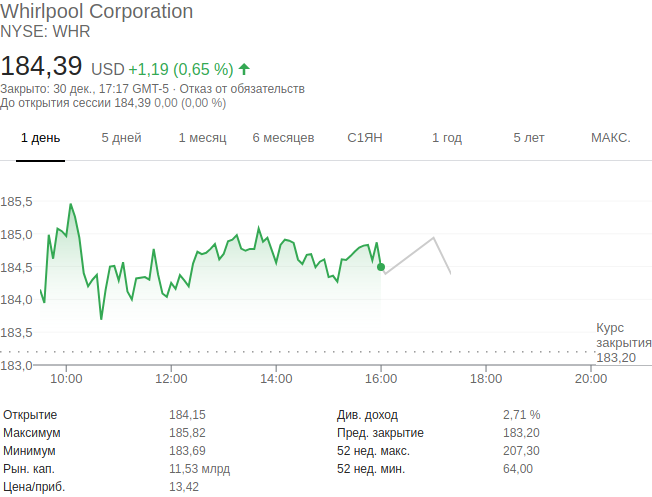 Whirlpool Corporation
NYSE: WHR
184,39 USD +1,19 (0,65 %)
Закрыто: 30 дек., 17:17 GMT-5 · Отказ от обязательств
До открытия сессии 184,39 0,00 (0,00 %)
1 день 5 дней 1 месяц 6 месяцев С1ЯН 1 год 5 лет МАКС.
185,5
185,0
184,5
184,0
183,5
183,0
Курс
закрытия
183,20
10:00 12:00 14:00 16:00 18:00 20:00
Открытие 184,15 Див. доход 2,71 %
Максимум 185,82 Пред. закрытие 183,20
Минимум 183,69 52 нед. макс. 207,30
Рын. кап. 11,53 млрд 52 нед. мин. 64,00
Цена/приб. 13,42